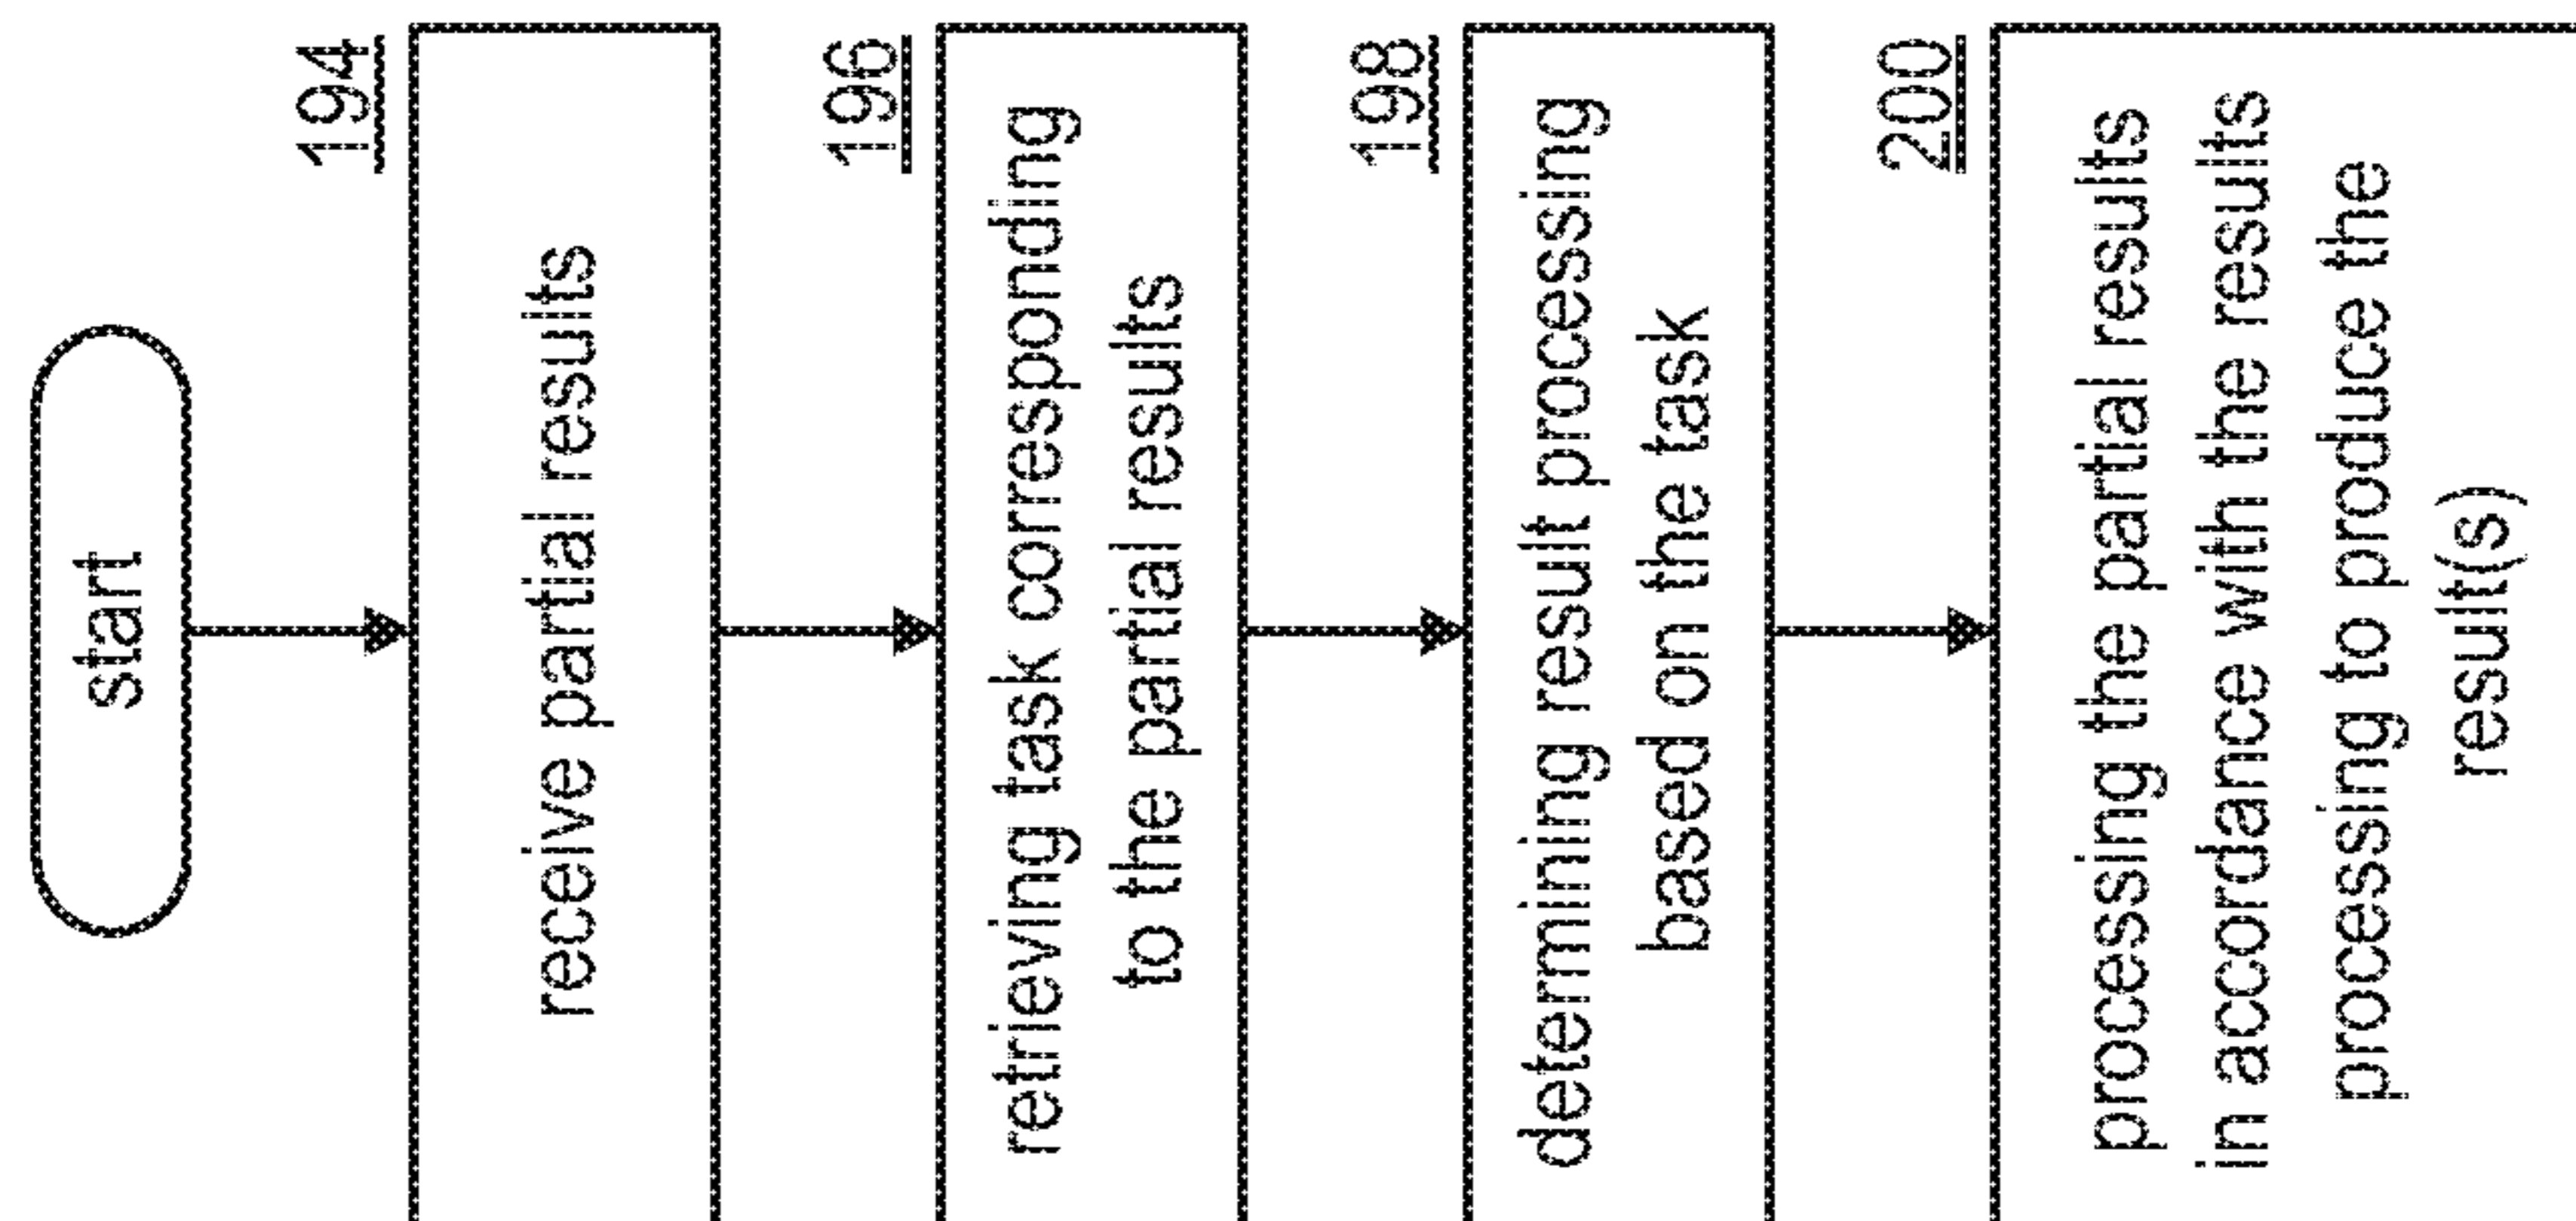 start
194
receive partial results
196
retrieving task corresponding
to the partial results
198
determining result processing
based on the task
200
processing the partial results
in accordance with the results
processing to produce the
result(s)